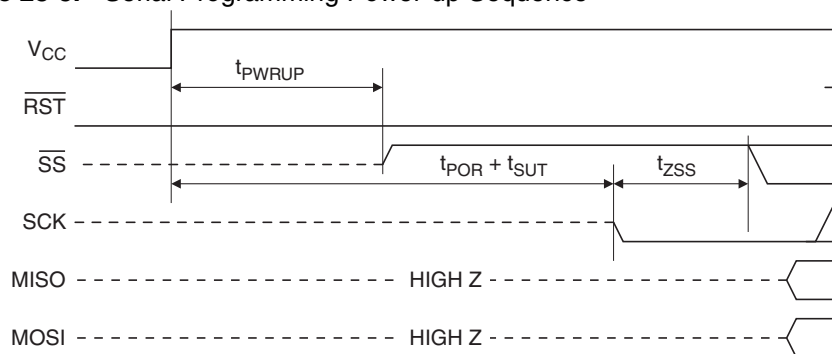 Serial Programming Power-up Sequence
VCC
tPWRUP
RST
SS
tPOR + tSUT
tZSS
SCK
MISO
HIGH Z
MOSI
HIGH Z